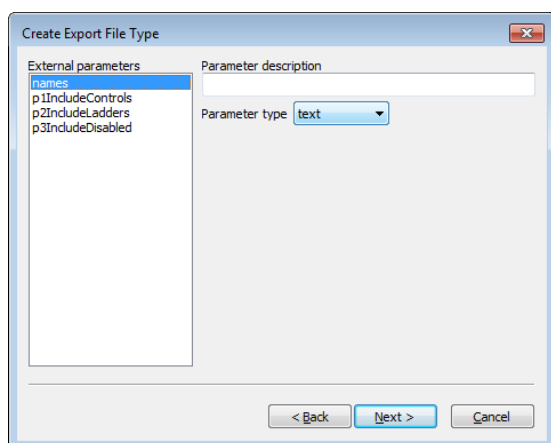 Create Export File Type
External parameters
names
p1IncludeControls
p2IncludeLadders
p3IncludeDisabled
Parameter description
Parameter type text
< Back Next > Cancel